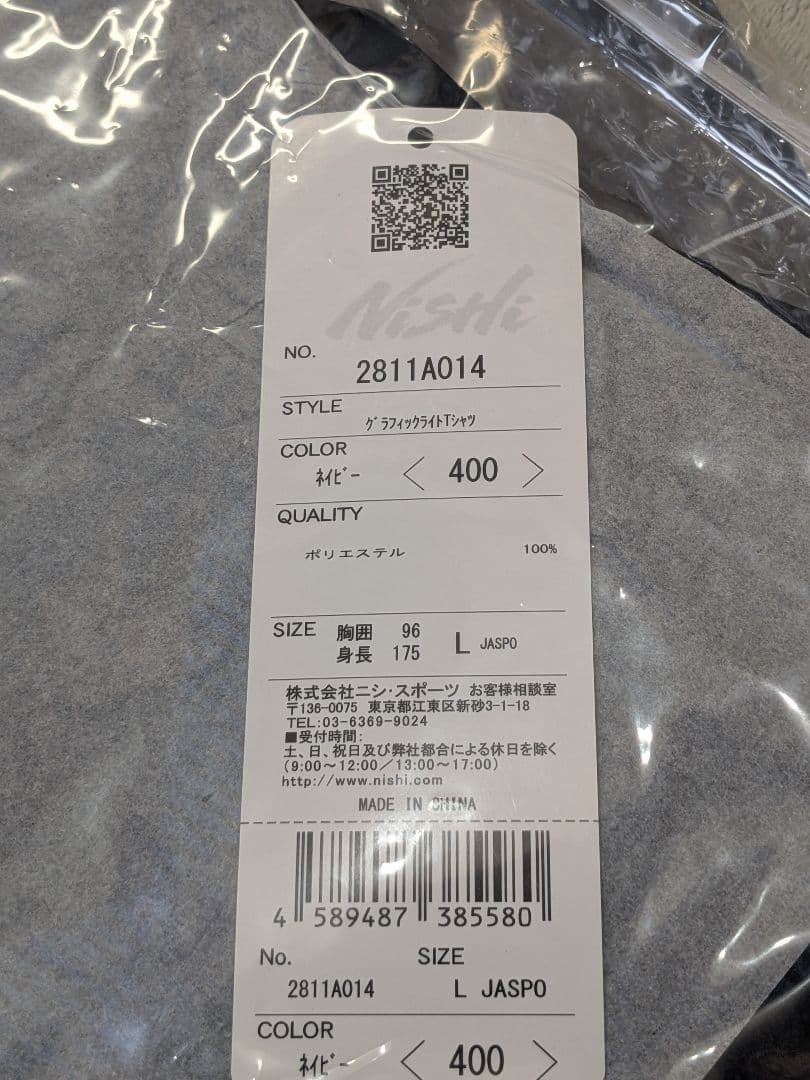 NiSHi
NO.
2811A014
STYLE
ｸﾞﾗﾌｨｯｸﾗｲﾄTｼｬﾂ
COLOR
ﾈｲﾋﾞｰ 〈 400 〉
QUALITY
ポリエステル 100%
SIZE 胸囲 96
身長 175 L JASPO
株式会社ニシ・スポーツ お客様相談室
〒136-0075 東京都江東区新砂3-1-18
TEL:03-6369-9024
■受付時間:
土、日、祝日及び弊社都合による休日を除く
(9:00～12:00／13:00～17:00)
http://www.nishi.com
MADE IN CHINA
4 589487 385580
No. SIZE
2811A014 L JASPO
COLOR
ﾈｲﾋﾞｰ 〈 400 〉